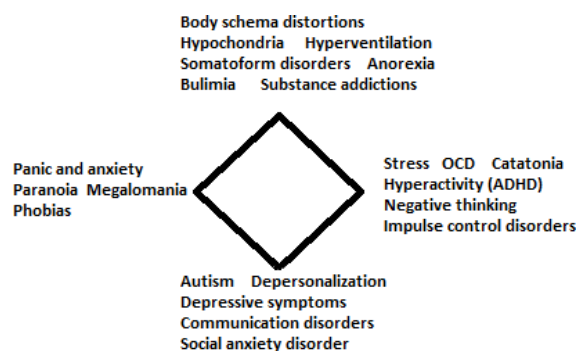 Body schema distortions
Hypochondria Hyperventilation
Somatoform disorders Anorexia
Bulimia Substance addictions
Panic and anxiety
Paranoia Megalomania
Phobias
Stress OCD Catatonia
Hyperactivity (ADHD)
Negative thinking
Impulse control disorders
Autism Depersonalization
Depressive symptoms
Communication disorders
Social anxiety disorder